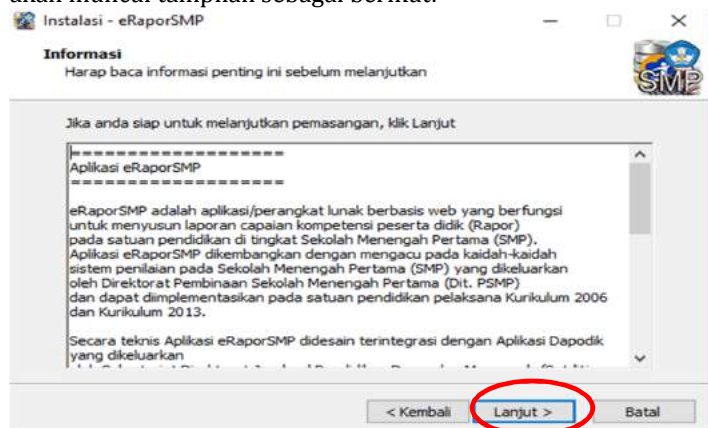 akan muncul tampilan sebagai berikut:
Instalasi - eRaporSMP
Informasi
Harap baca informasi penting ini sebelum melanjutkan
SMP
Jika anda siap untuk melanjutkan pemasangan, klik Lanjut
===================
Aplikasi eRaporSMP
===================
eRaporSMP adalah aplikasi/perangkat lunak berbasis web yang berfungsi
untuk menyusun laporan capaian kompetensi peserta didik (Rapor)
pada satuan pendidikan di tingkat Sekolah Menengah Pertama (SMP).
Aplikasi eRaporSMP dikembangkan dengan mengacu pada kaidah-kaidah
sistem penilaian pada Sekolah Menengah Pertama (SMP) yang dikeluarkan
oleh Direktorat Pembinaan Sekolah Menengah Pertama (Dit. PSMP)
dan dapat diimplementasikan pada satuan pendidikan pelaksana Kurikulum 2006
dan Kurikulum 2013.
Secara teknis Aplikasi eRaporSMP didesain terintegrasi dengan Aplikasi Dapodik
yang dikeluarkan
< Kembali
Lanjut >
Batal